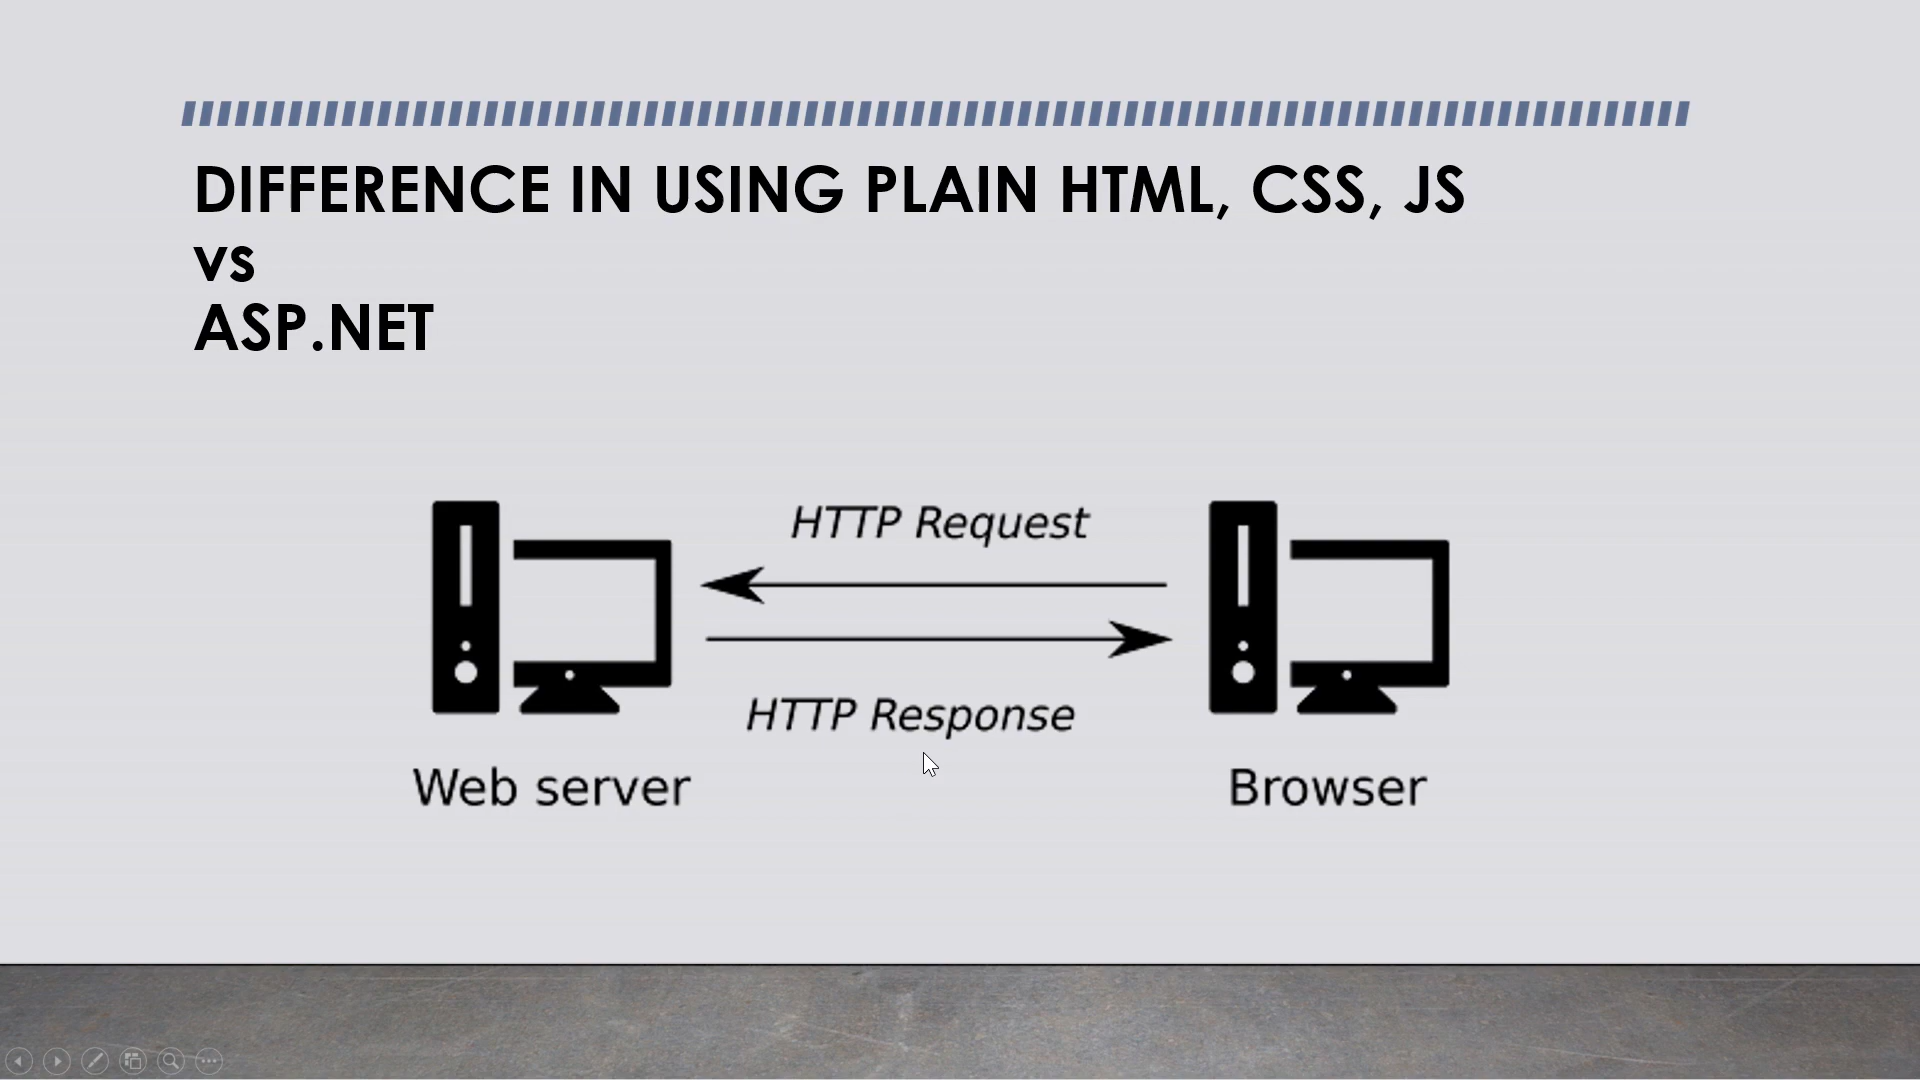 DIFFERENCE IN USING PLAIN HTML, CSS, JS
vs
ASP.NET
HTTP Request
HTTP Response
Web server
Browser